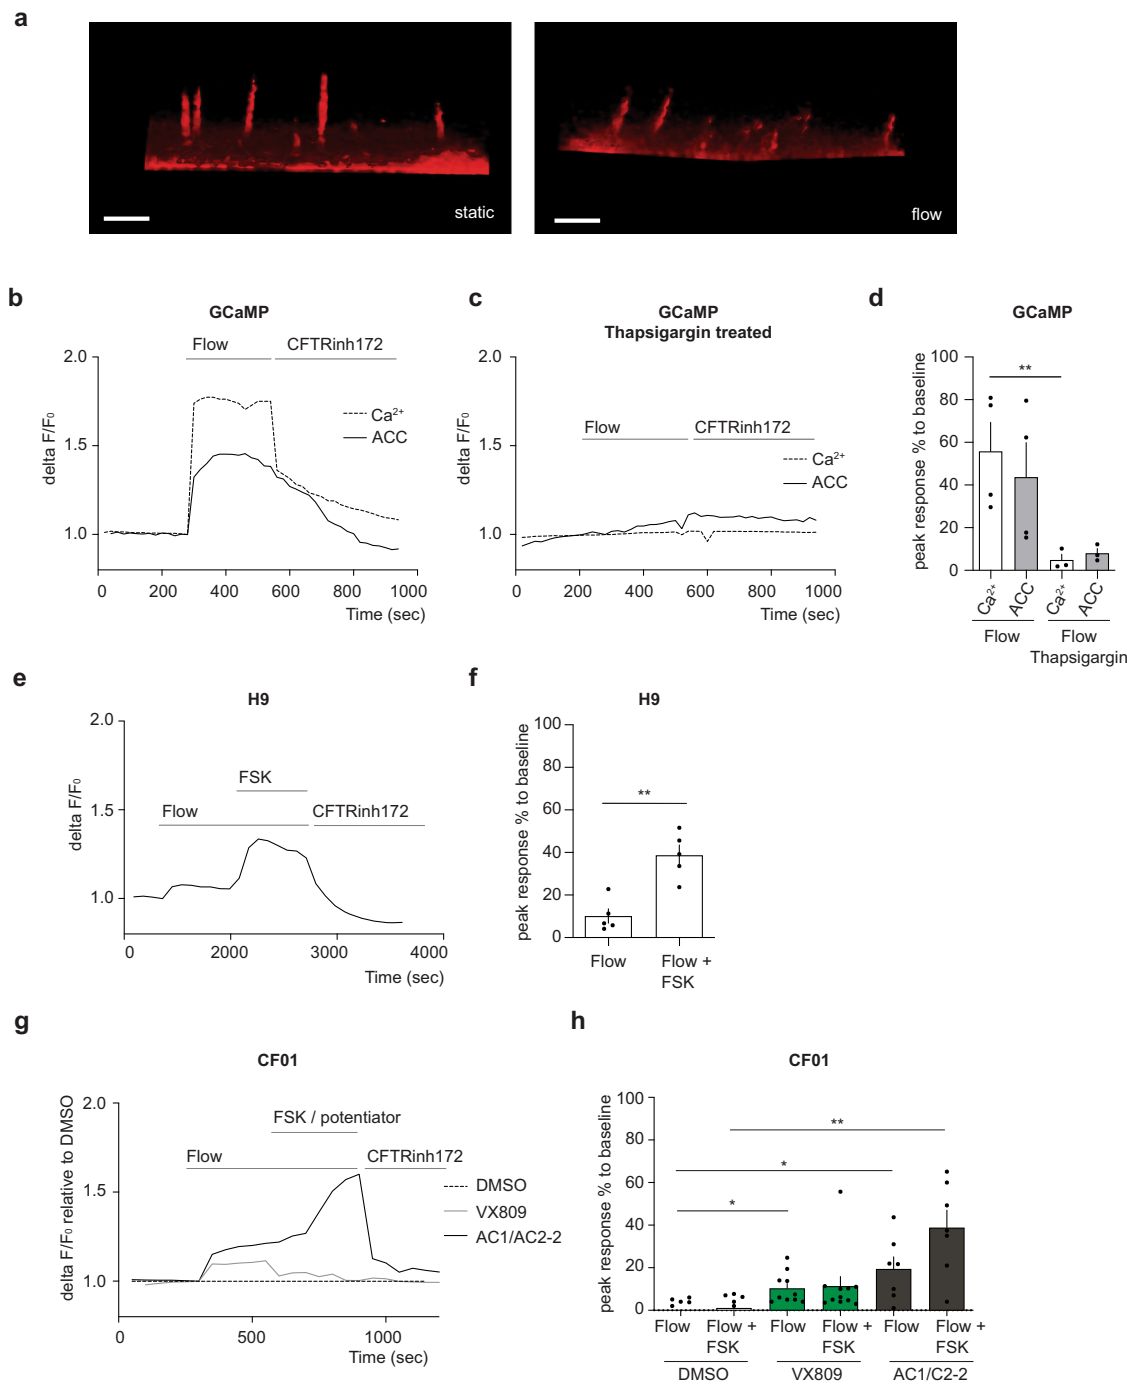 a
static
flow
b
GCaMP
Flow
CFTRinh172
2.0
1.5
1.0
delta F/F0
Ca2+
ACC
0
200
400
600
800
1000
Time (sec)
c
GCaMP
Thapsigargin treated
2.0
1.5
1.0
delta F/F0
Flow
CFTRinh172
Ca2+
ACC
0
200
400
600
800
1000
Time (sec)
d
GCaMP
100
80
60
40
20
0
peak response % to baseline
**
Ca2+
ACC
Ca2+
ACC
Flow
Flow
Thapsigargin
e
H9
2.0
1.5
1.0
delta F/F0
FSK
Flow
CFTRinh172
0
2000
3000
4000
Time (sec)
f
H9
100
80
60
40
20
0
peak response % to baseline
**
Flow
Flow +
FSK
g
CF01
2.0
1.5
1.0
delta F/F0 relative to DMSO
FSK / potentiator
Flow
CFTRinh172
DMSO
VX809
AC1/AC2-2
0
500
1000
Time (sec)
h
CF01
100
80
60
40
20
0
peak response % to baseline
**
*
*
Flow
Flow +
FSK
Flow
Flow +
FSK
Flow
Flow +
FSK
DMSO
VX809
AC1/C2-2